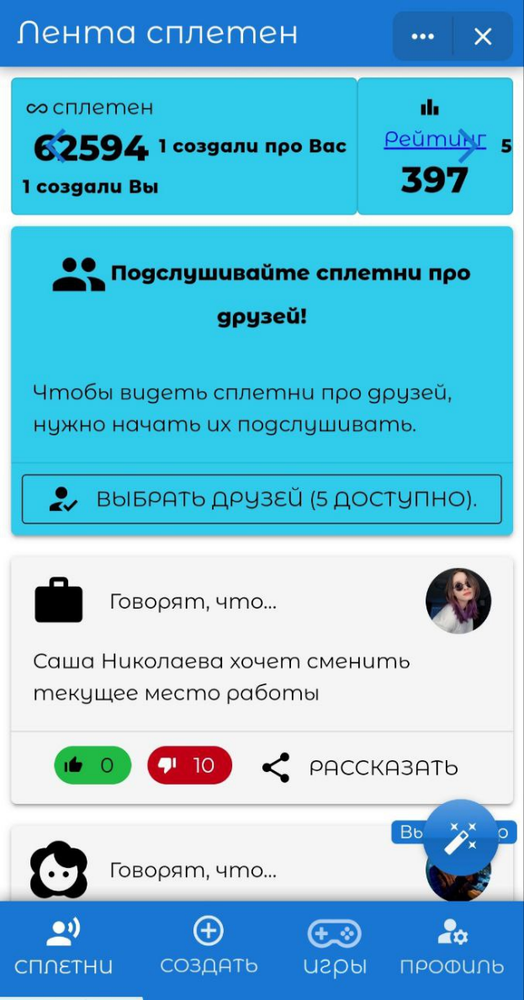 Лента сплетен
∞ сплетен
62594 1 создали про Вас
1 создали Вы
Рейтинг 5
397
Подслушивайте сплетни про
друзей!
Чтобы видеть сплетни про друзей,
нужно начать их подслушивать.
ВЫБРАТЬ ДРУЗЕЙ (5 ДОСТУПНО).
Говорят, что...
Саша Николаева хочет сменить
текущее место работы
0 10 РАССКАЗАТЬ
Говорят, что...
СПЛЕТНИ СОЗДАТЬ ИГРЫ ПРОФИЛЬ